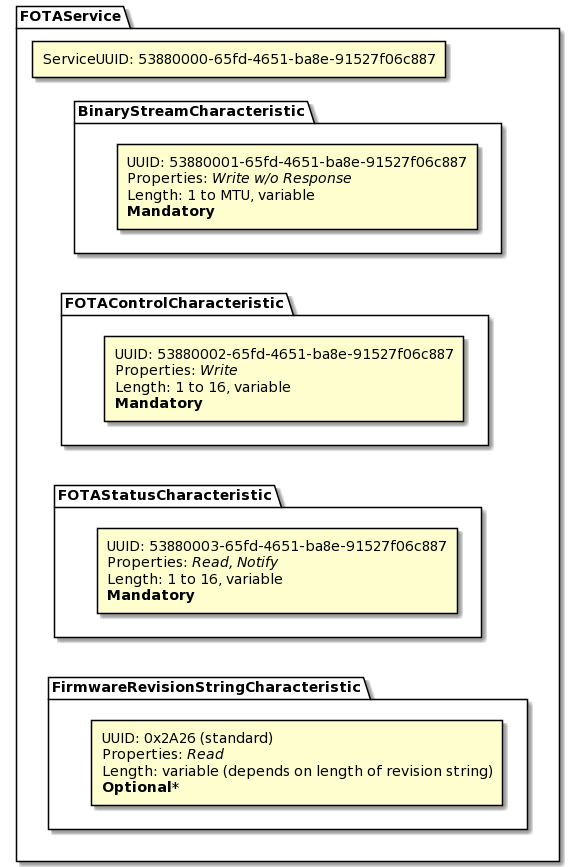 FOTAService
ServiceUUID: 53880000-65fd-4651-ba8e-91527f06c887
BinaryStreamCharacteristic
UUID: 53880001-65fd-4651-ba8e-91527f06c887
Properties: Write w/o Response
Length: 1 to MTU, variable
Mandatory
FOTAControlCharacteristic
UUID: 53880002-65fd-4651-ba8e-91527f06c887
Properties: Write
Length: 1 to 16, variable
Mandatory
FOTAStatusCharacteristic
UUID: 53880003-65fd-4651-ba8e-91527f06c887
Properties: Read, Notify
Length: 1 to 16, variable
Mandatory
FirmwareRevisionStringCharacteristic
UUID: 0x2A26 (standard)
Properties: Read
Length: variable (depends on length of revision string)
Optional*